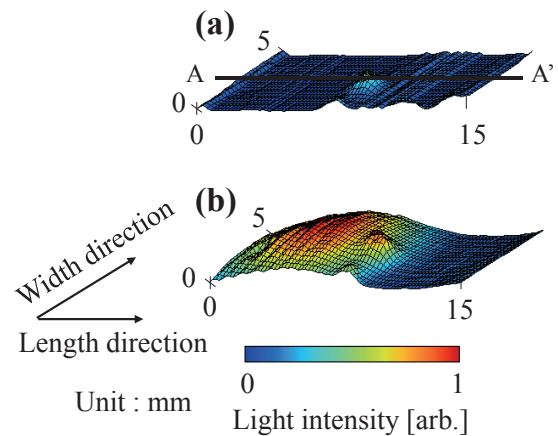 (a)
5
A
A’
0
0
15
(b)
5
Width direction
0
0
15
Length direction
Unit : mm
0
1
Light intensity [arb.]